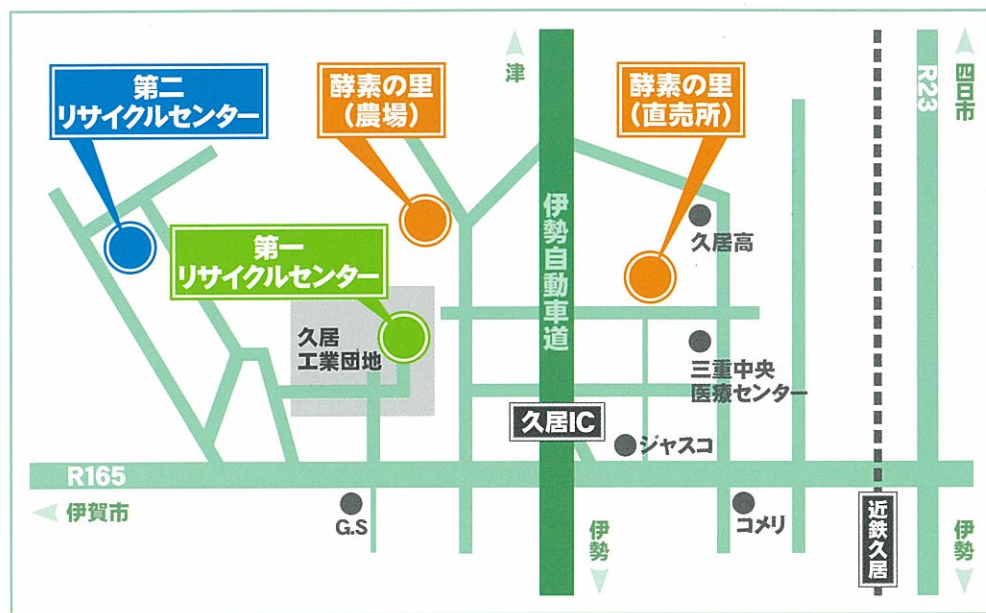 津
四日市
R23
第二
リサイクルセンター
酵素の里
（農場）
酵素の里
（直売所）
伊勢自動車道
久居高
第一
リサイクルセンター
久居
工業団地
三重中央
医療センター
久居IC
ジャスコ
R165
伊賀市
G.S
コメリ
近鉄久居
伊勢
伊勢